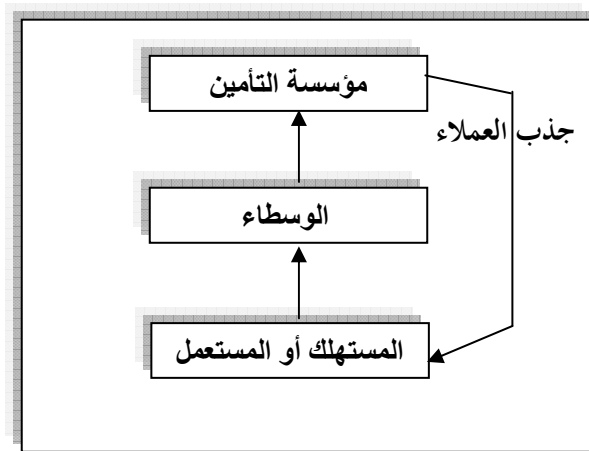 مؤسسة التأمين
جذب العملاء
الوسطاء
المستهلك أو المستعمل